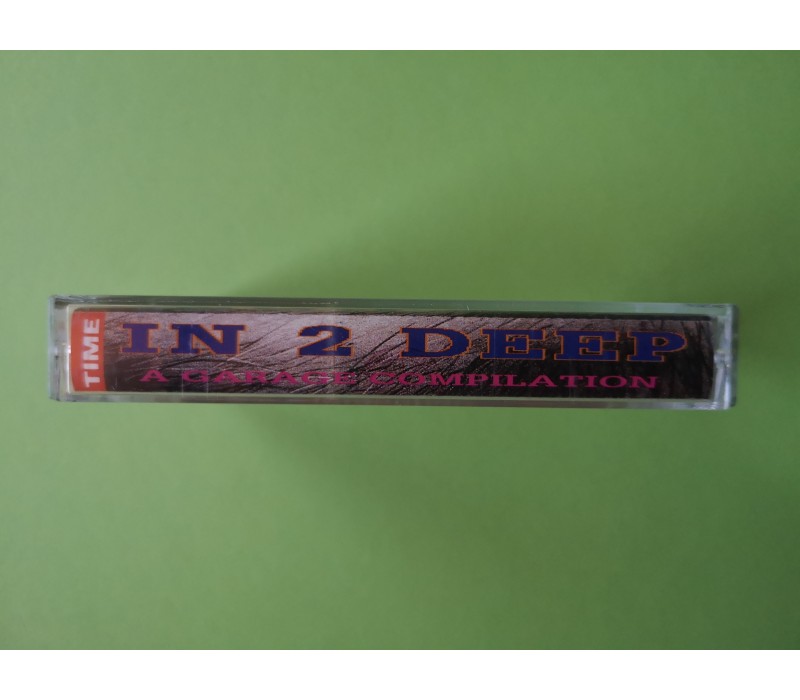 TIME
IN 2 DEEP
A GARAGE COMPILATION